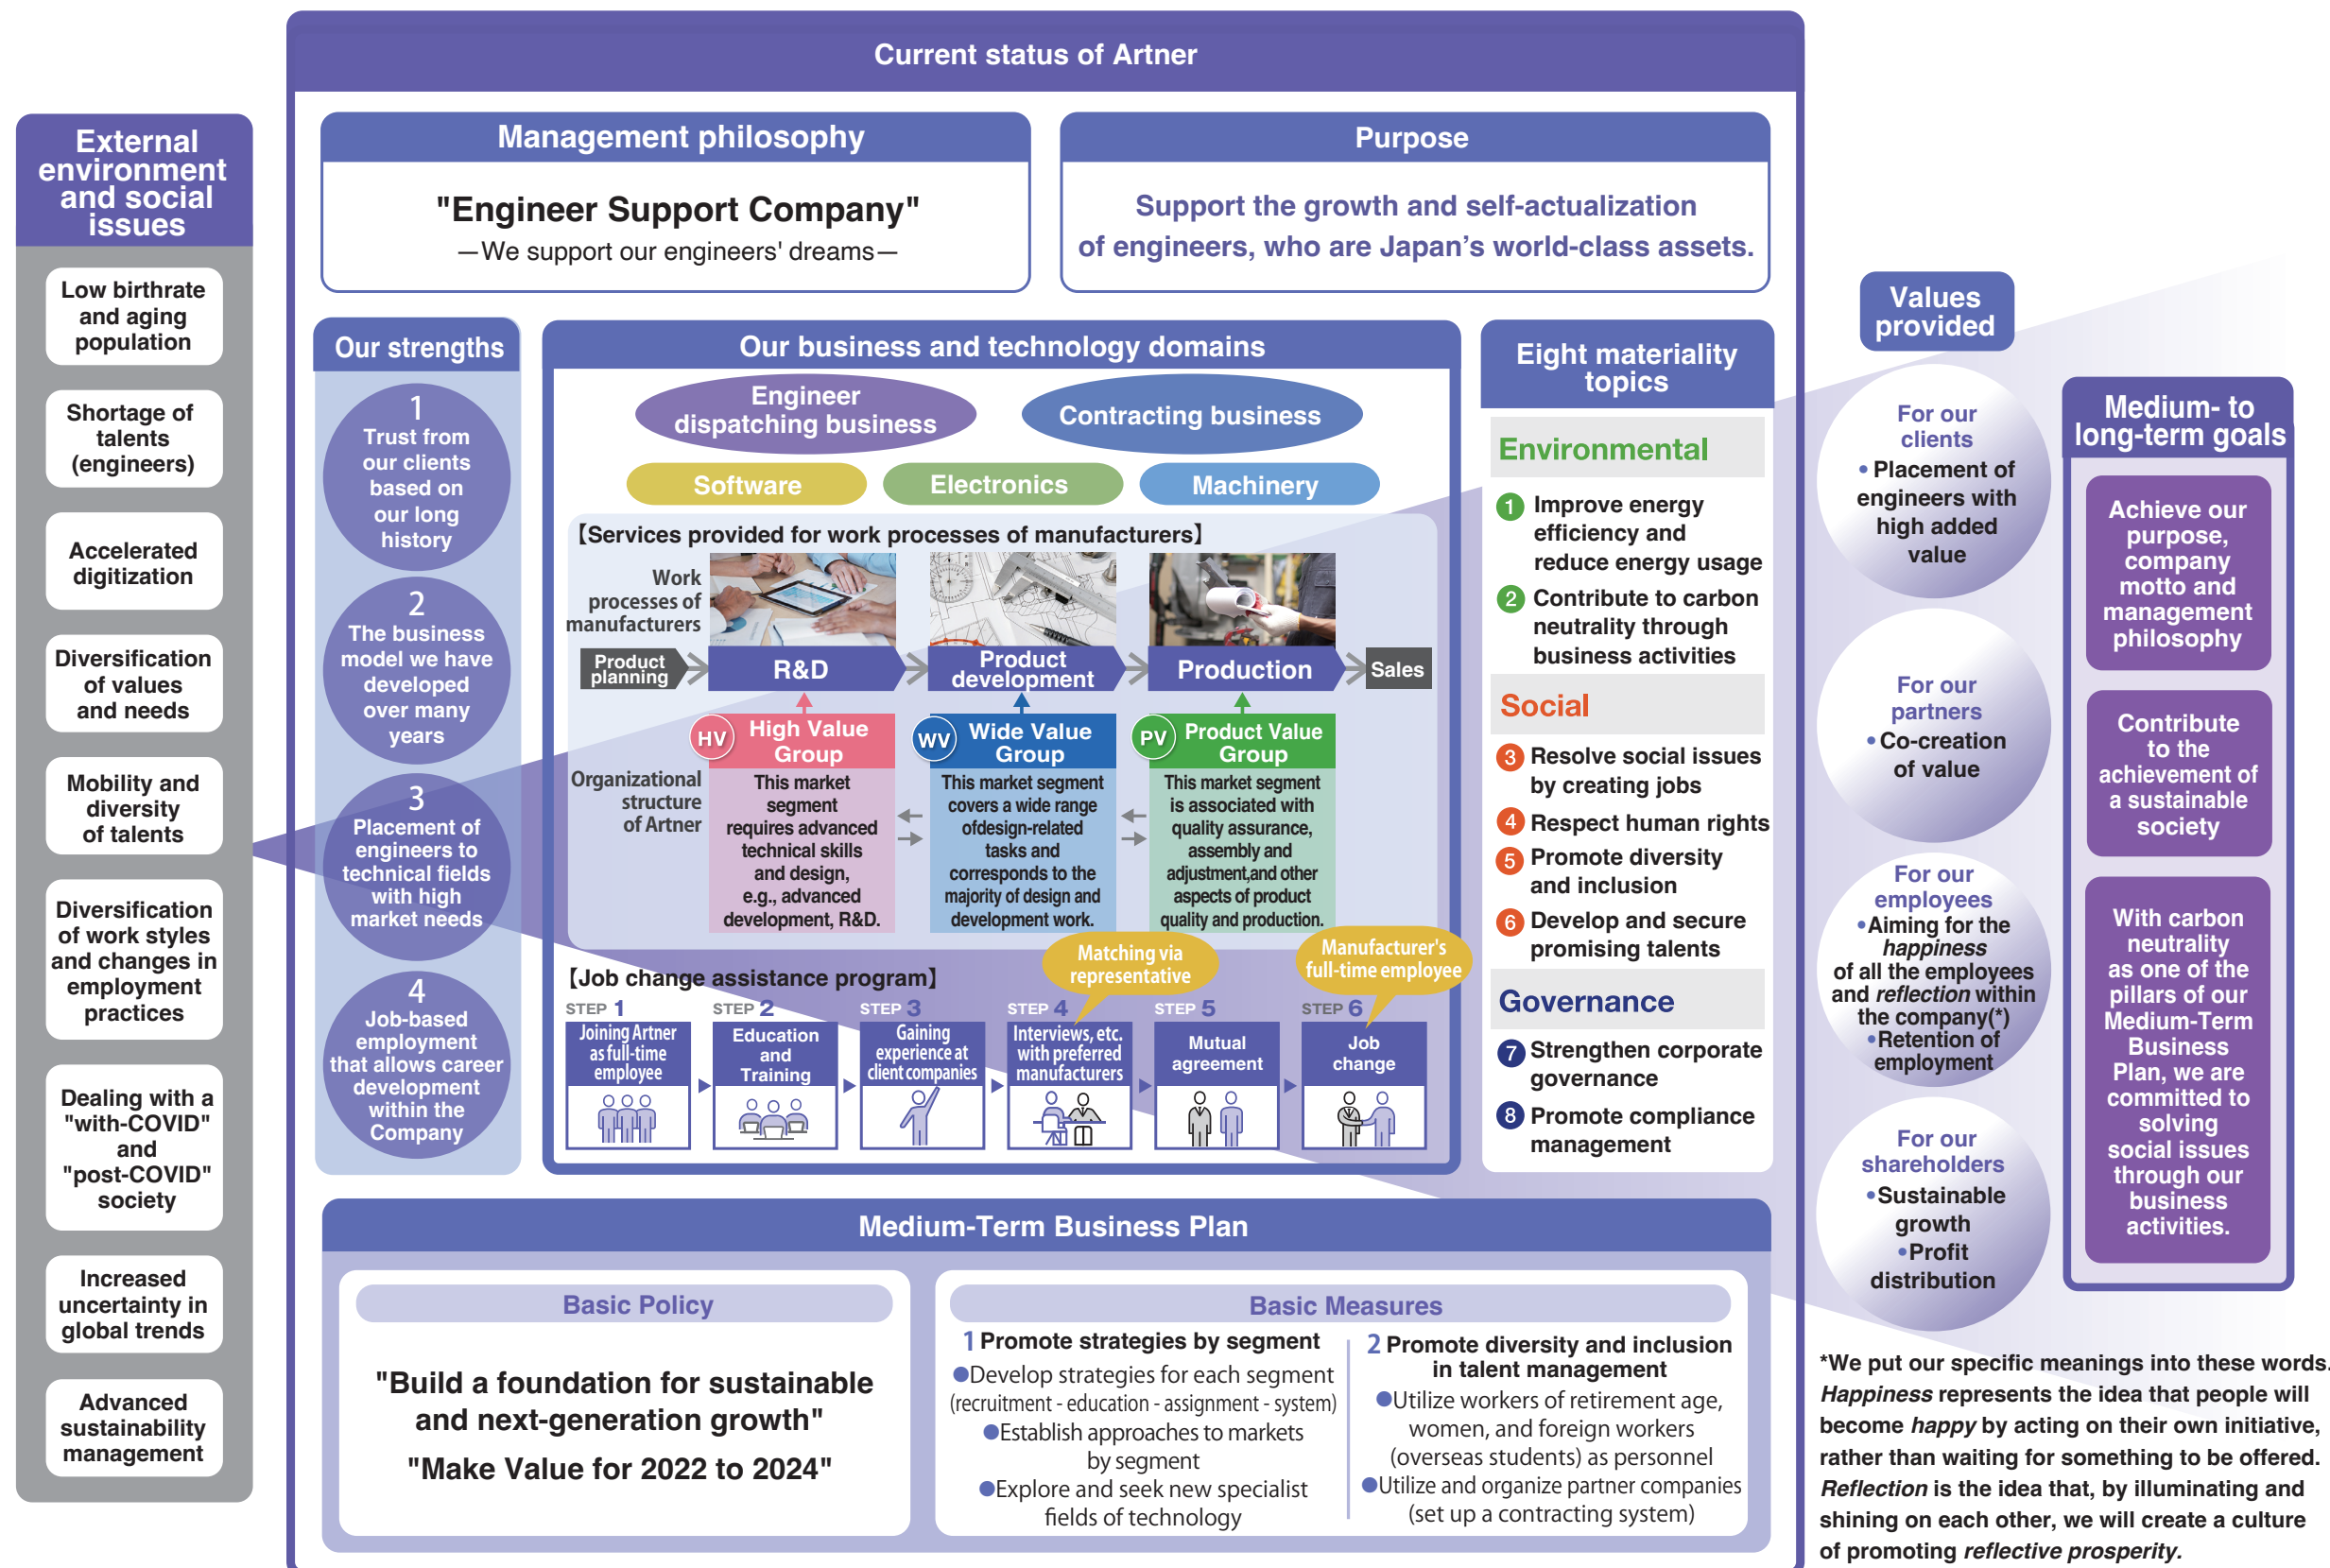 Current status of Artner
External
environment
and social
issues
Low birthrate
and aging
population
Shortage of
talents
(engineers)
Accelerated
digitization
Diversification
of values
and needs
Mobility and
diversity
of talents
Diversification
of work styles
and changes in
employment
practices
Dealing with a
"with-COVID"
and
"post-COVID"
society
Increased
uncertainty in
global trends
Advanced
sustainability
management
Management philosophy
"Engineer Support Company"
—We support our engineers' dreams—
Purpose
Support the growth and self-actualization
of engineers, who are Japan's world-class assets.
Our strengths
1
Trust from
our clients
based on
our long
history
2
The business
model we have
developed
over many
years
3
Placement of
engineers to
technical fields
with high
market needs
4
Job-based
employment
that allows career
development
within the
Company
Our business and technology domains
Engineer
dispatching business
Contracting business
Software
Electronics
Machinery
【Services provided for work processes of manufacturers】
Work
processes of
manufacturers
Product
planning
R&D
Product
development
Production
Sales
Organizational
structure
of Artner
HV
High Value
Group
This market
segment
requires advanced
technical skills
and design,
e.g., advanced
development, R&D.
WV
Wide Value
Group
This market segment
covers a wide range
ofdesign-related
tasks and
corresponds to the
majority of design and
development work.
PV
Product Value
Group
This market segment
is associated with
quality assurance,
assembly and
adjustment,and other
aspects of product
quality and production.
【Job change assistance program】
Matching via
representative
Manufacturer's
full-time employee
STEP 1
Joining Artner
as full-time
employee
STEP 2
Education
and
Training
STEP 3
Gaining
experience at
client companies
STEP 4
Interviews, etc.
with preferred
manufacturers
STEP 5
Mutual
agreement
STEP 6
Job
change
Eight materiality
topics
Environmental
1 Improve energy
efficiency and
reduce energy usage
2 Contribute to carbon
neutrality through
business activities
Social
3 Resolve social issues
by creating jobs
4 Respect human rights
5 Promote diversity
and inclusion
6 Develop and secure
promising talents
Governance
7 Strengthen corporate
governance
8 Promote compliance
management
Medium-Term Business Plan
Basic Policy
"Build a foundation for sustainable
and next-generation growth"
"Make Value for 2022 to 2024"
Basic Measures
1 Promote strategies by segment
●Develop strategies for each segment
(recruitment - education - assignment - system)
●Establish approaches to markets
by segment
●Explore and seek new specialist
fields of technology
2 Promote diversity and inclusion
in talent management
●Utilize workers of retirement age,
women, and foreign workers
(overseas students) as personnel
●Utilize and organize partner companies
(set up a contracting system)
Values
provided
For our
clients
•Placement of
engineers with
high added
value
For our
partners
•Co-creation
of value
For our
employees
•Aiming for the
happiness
of all the employees
and reflection within
the company(*)
•Retention of
employment
For our
shareholders
•Sustainable
growth
•Profit
distribution
Medium- to
long-term goals
Achieve our
purpose,
company
motto and
management
philosophy
Contribute
to the
achievement of
a sustainable
society
With carbon
neutrality
as one of the
pillars of our
Medium-Term
Business
Plan, we are
committed to
solving
social issues
through our
business
activities.
*We put our specific meanings into these words.
Happiness represents the idea that people will
become happy by acting on their own initiative,
rather than waiting for something to be offered.
Reflection is the idea that, by illuminating and
shining on each other, we will create a culture
of promoting reflective prosperity.